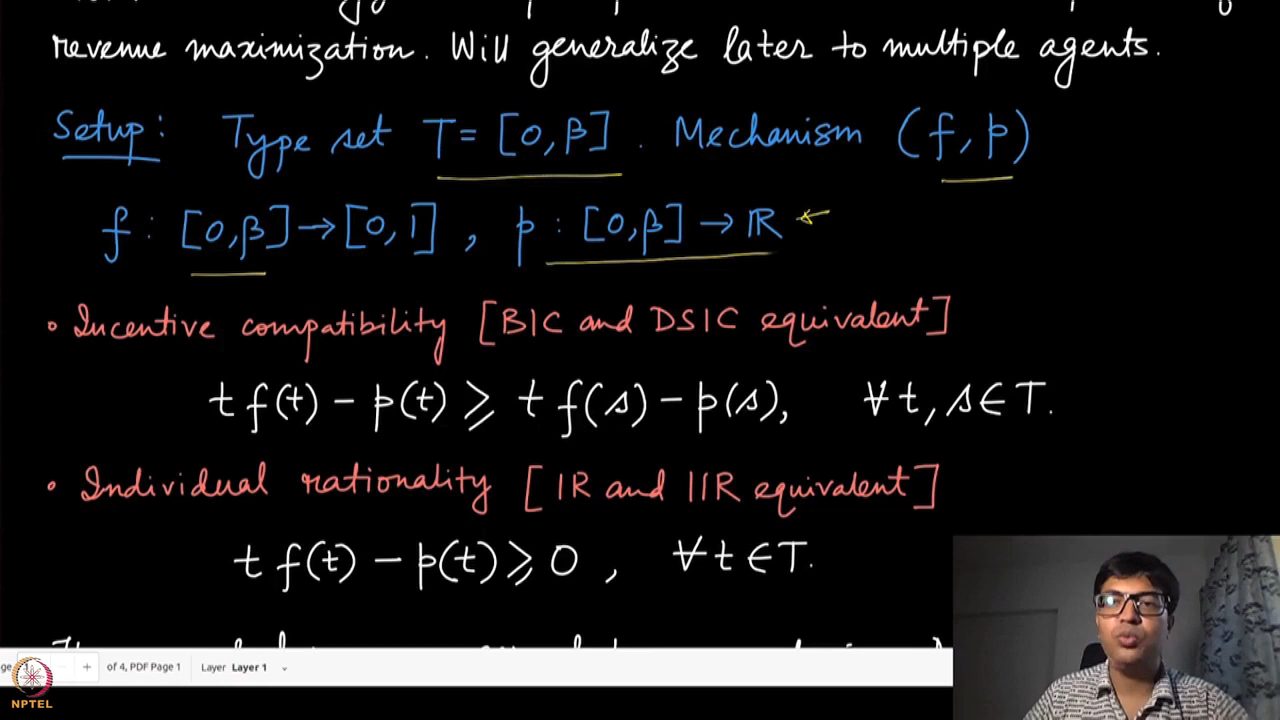 revenue maximization. Will generalize later to multiple agents.
Setup: Type set T = [0, β]. Mechanism (f, p)
f : [0, β] → [0, 1] , p : [0, β] → ℝ ←
• Incentive compatibility [BIC and DSIC equivalent]
t f(t) - p(t) ⩾ t f(s) - p(s), ∀ t, s ∈ T.
• Individual rationality [IR and IIR equivalent]
t f(t) - p(t) ⩾ 0 , ∀ t ∈ T.
of 4, PDF Page 1 Layer Layer 1
NPTEL